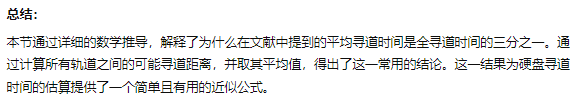 总结：
本节通过详细的数学推导，解释了为什么在文献中提到的平均寻道时间是全寻道时间的三分之一。通
过计算所有轨道之间的可能寻道距离，并取其平均值，得出了这一常用的结论。这一结果为硬盘寻道
时间的估算提供了一个简单且有用的近似公式。